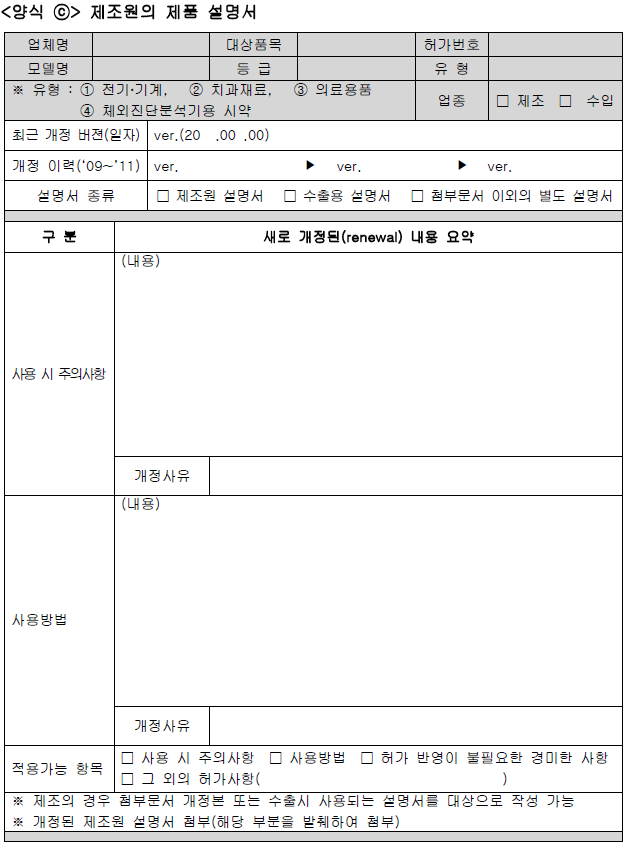 <양식 ⓒ> 제조원의 제품 설명서
업체명 대상품목 허가번호
모델명 등 급 유 형
※ 유형 : ① 전기·기계, ② 치과재료, ③ 의료용품
④ 체외진단분석기용 시약
업종 □ 제조 □ 수입
최근 개정 버젼(일자) ver.(20 .00 .00)
개정 이력('09~'11) ver. ▶ ver. ▶ ver.
설명서 종류 □ 제조원 설명서 □ 수출용 설명서 □ 첨부문서 이외의 별도 설명서
구 분 새로 개정된(renewal) 내용 요약
(내용)
사용 시 주의사항
개정사유
(내용)
사용방법
개정사유
적용가능 항목
□ 사용 시 주의사항 □ 사용방법 □ 허가 반영이 불필요한 경미한 사항
□ 그 외의 허가사항( )
※ 제조의 경우 첨부문서 개정본 또는 수출시 사용되는 설명서를 대상으로 작성 가능
※ 개정된 제조원 설명서 첨부(해당 부분을 발췌하여 첨부)